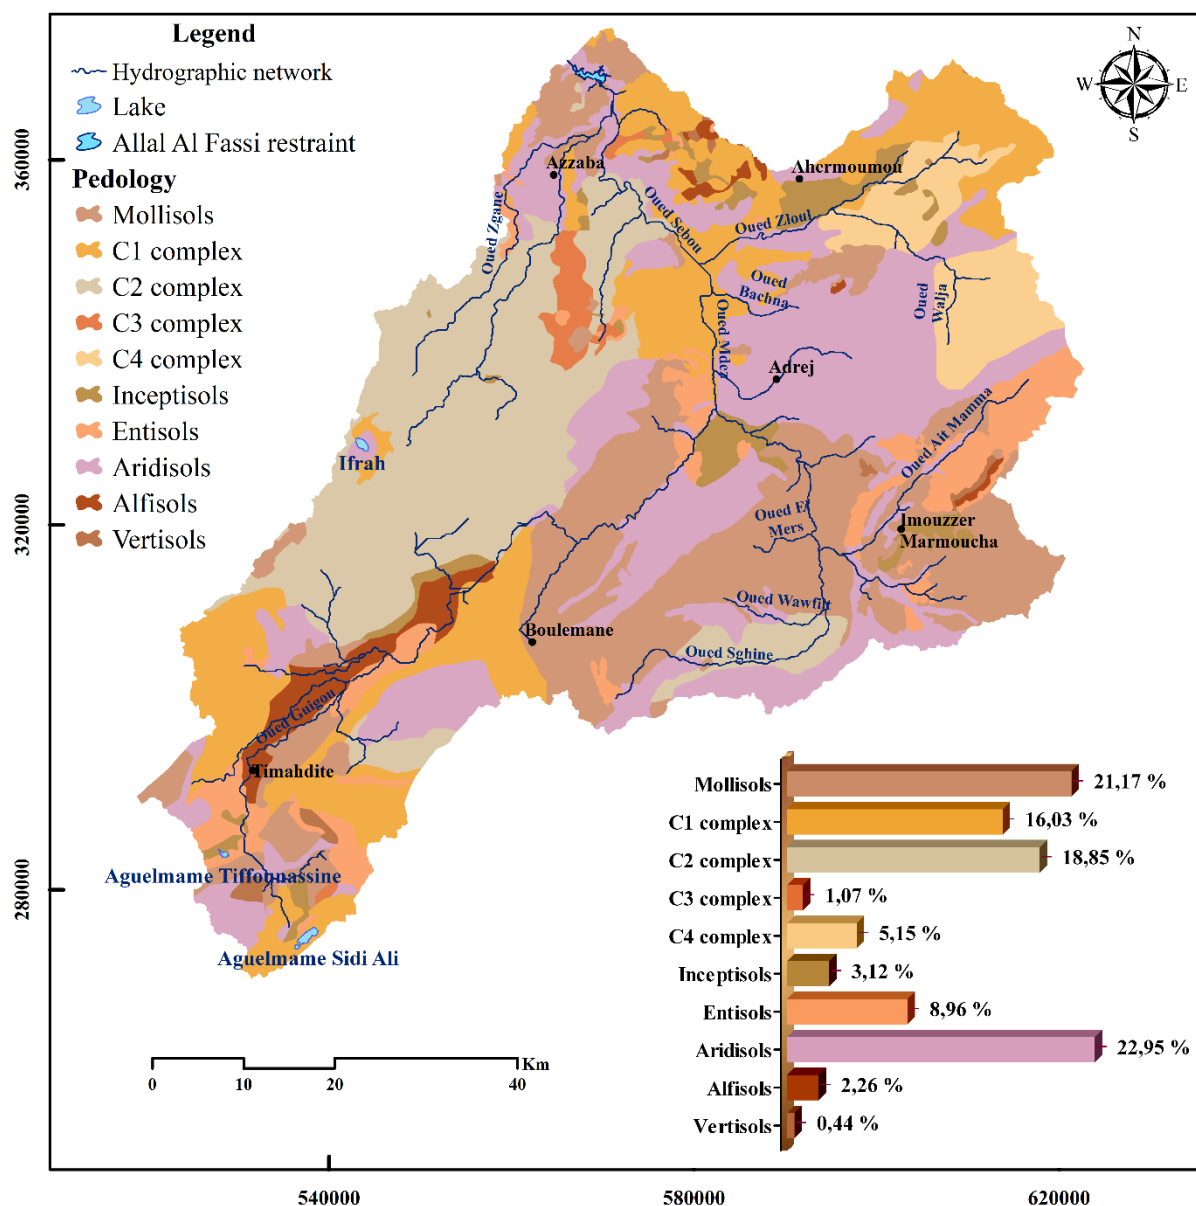 Legend
Hydrographic network
Lake
Allal Al Fassi restraint
Pedology
Mollisols
C1 complex
C2 complex
C3 complex
C4 complex
Inceptisols
Entisols
Aridisols
Alfisols
Vertisols
N
W E
S
360000
320000
280000
540000
580000
620000
Azzaba
Ahermoumou
Oued Zgane
Oued Sebou
Oued Zloul
Oued
Bachna
Oued
Walja
Oued Mdez
Adrej
Oued Ait Mamma
Ifrah
Oued El
Mers
Imouzzer
Marmoucha
Oued Wawfilt
Boulemane
Oued Sghine
Oued Guigou
Timahdite
Aguelmame Tiffounassine
Aguelmame Sidi Ali
Mollisols 21,17 %
C1 complex 16,03 %
C2 complex 18,85 %
C3 complex 1,07 %
C4 complex 5,15 %
Inceptisols 3,12 %
Entisols 8,96 %
Aridisols 22,95 %
Alfisols 2,26 %
Vertisols 0,44 %
Km
0 10 20 40